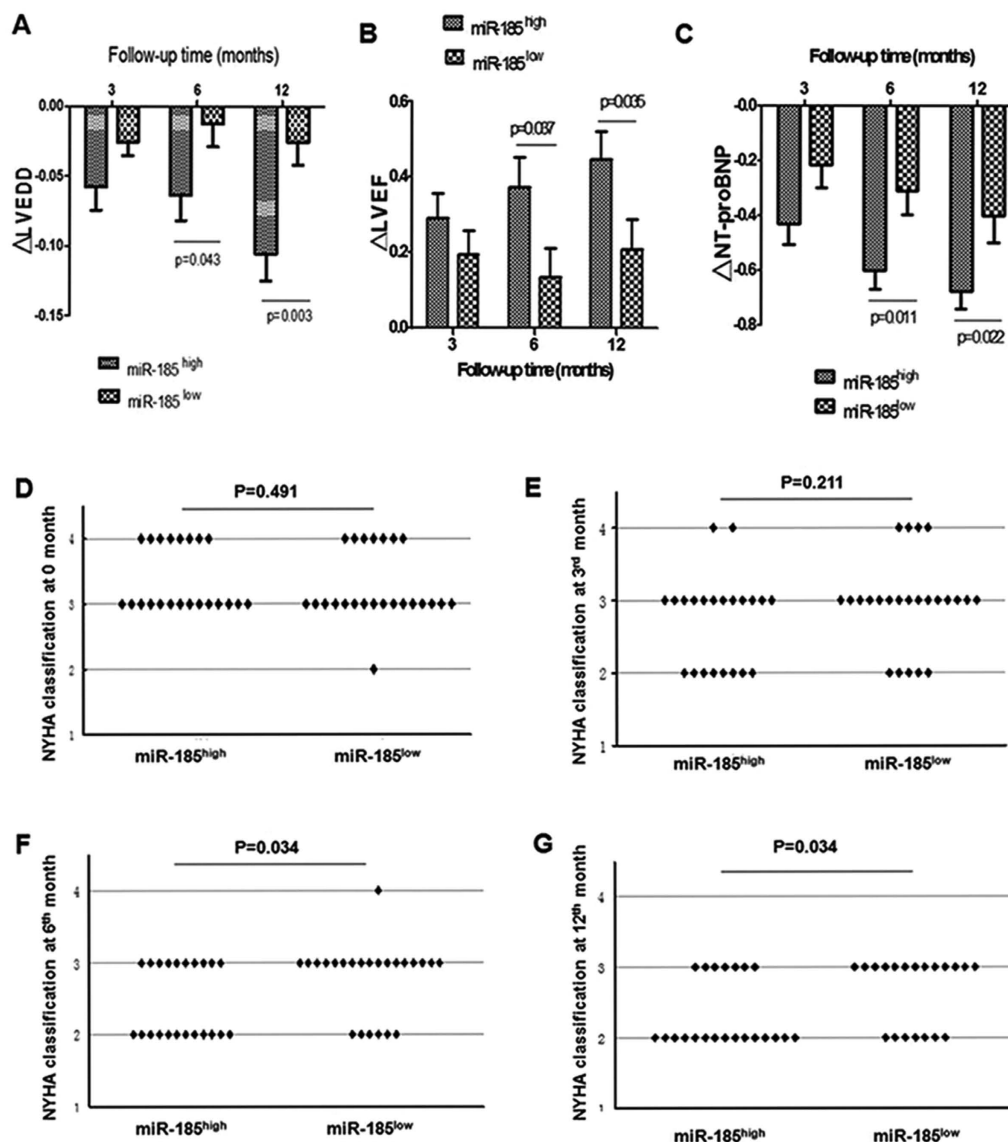 A
Follow-up time (months)
3 6 12
0.00
-0.05
-0.10
-0.15
△LVEDD
p=0.043
p=0.003
miR-185high
miR-185low
B
miR-185high
miR-185low
0.6
0.4
0.2
0.0
△LVEF
p=0.037
p=0.035
3 6 12
Follow-up time (months)
C
Follow-up time (months)
3 6 12
-0.0
-0.2
-0.4
-0.6
-0.8
△NT-proBNP
p=0.011
p=0.022
miR-185high
miR-185low
D
P=0.491
NYHA classification at 0 month
4
3
2
1
miR-185high miR-185low
E
P=0.211
NYHA classification at 3rd month
4
3
2
1
miR-185high miR-185low
F
P=0.034
NYHA classification at 6th month
4
3
2
1
miR-185high miR-185low
G
P=0.034
NYHA classification at 12th month
4
3
2
1
miR-185high miR-185low